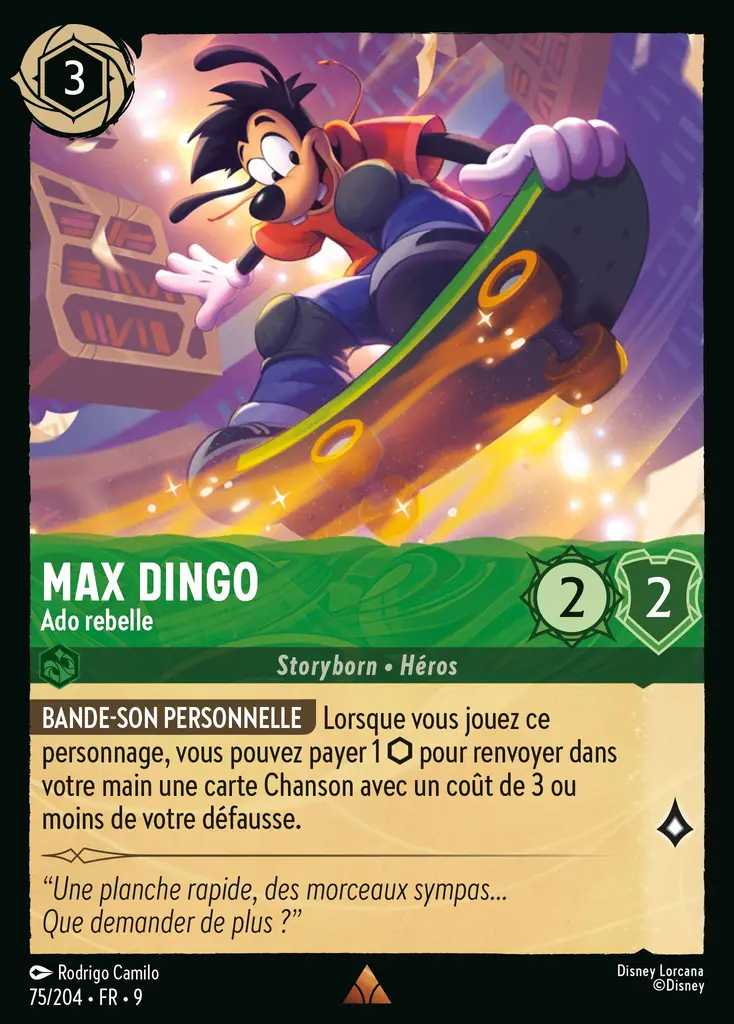 3
MAX DINGO
Ado rebelle
2
2
Storyborn • Héros
BANDE-SON PERSONNELLE Lorsque vous jouez ce
personnage, vous pouvez payer 1 ⬡ pour renvoyer dans
votre main une carte Chanson avec un coût de 3 ou
moins de votre défausse.
“Une planche rapide, des morceaux sympas...
Que demander de plus ?”
Rodrigo Camilo
75/204 • FR • 9
Disney Lorcana
©Disney